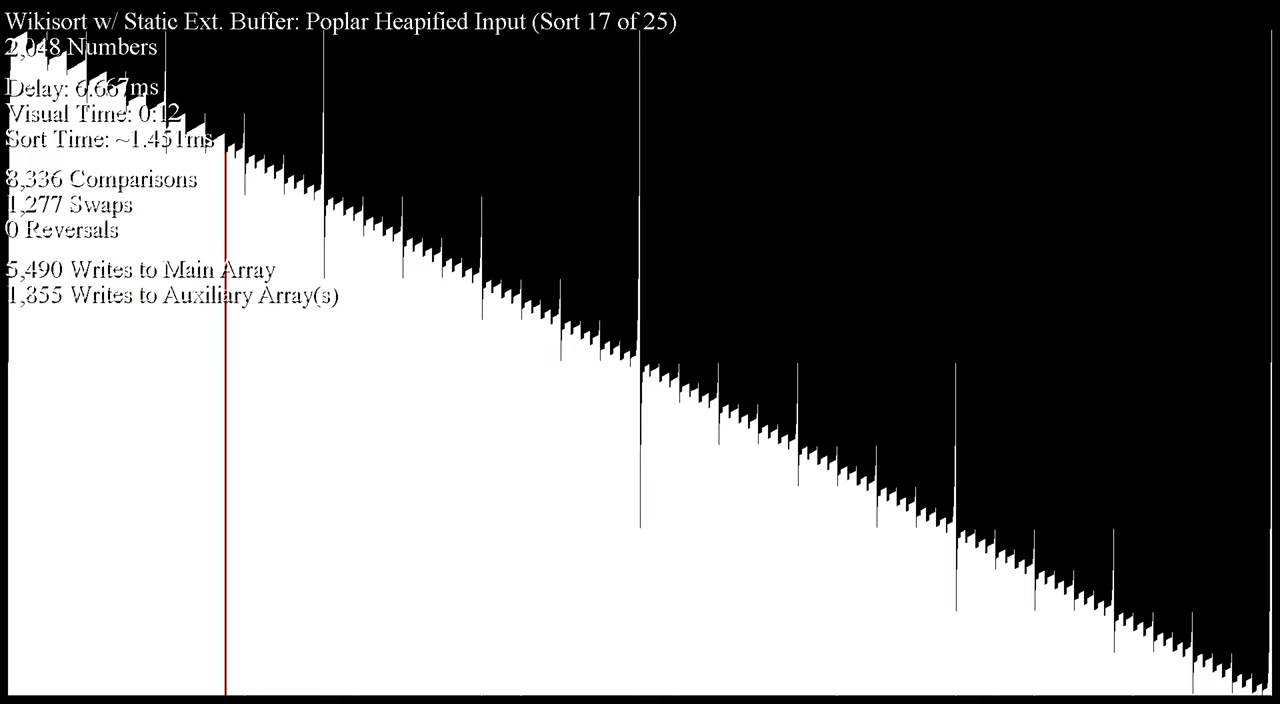 Wikisort w/ Static Ext. Buffer: Poplar Heapified Input (Sort 17 of 25)
2,048 Numbers
Delay: 6.667ms
Visual Time: 0:12
Sort Time: ~1.451ms
8,336 Comparisons
1,277 Swaps
0 Reversals
5,490 Writes to Main Array
1,855 Writes to Auxiliary Array(s)